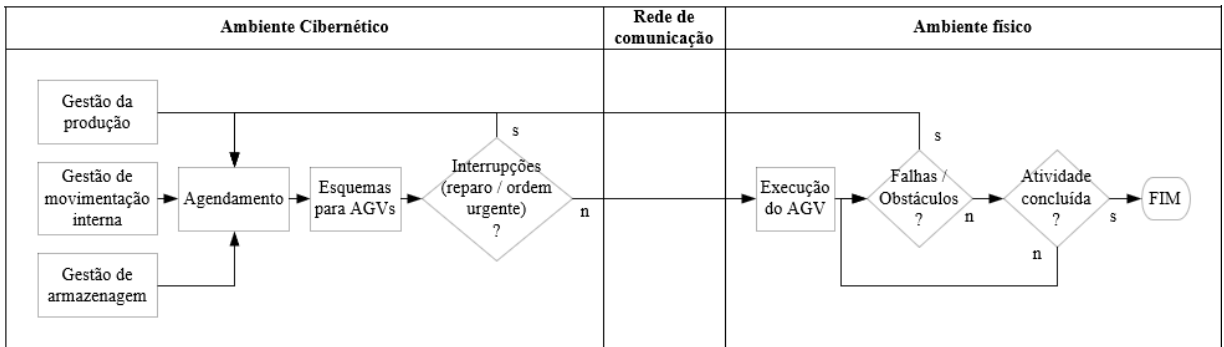 Ambiente Cibernético
Rede de
comunicação
Ambiente físico
Gestão da
produção
Gestão de
movimentação
interna
Gestão de
armazenagem
Agendamento
Esquemas
para AGVs
Interrupções
(reparo / ordem
urgente)
?
s
n
Execução
do AGV
Falhas /
Obstáculos
?
s
n
Atividade
concluída
?
s
n
FIM